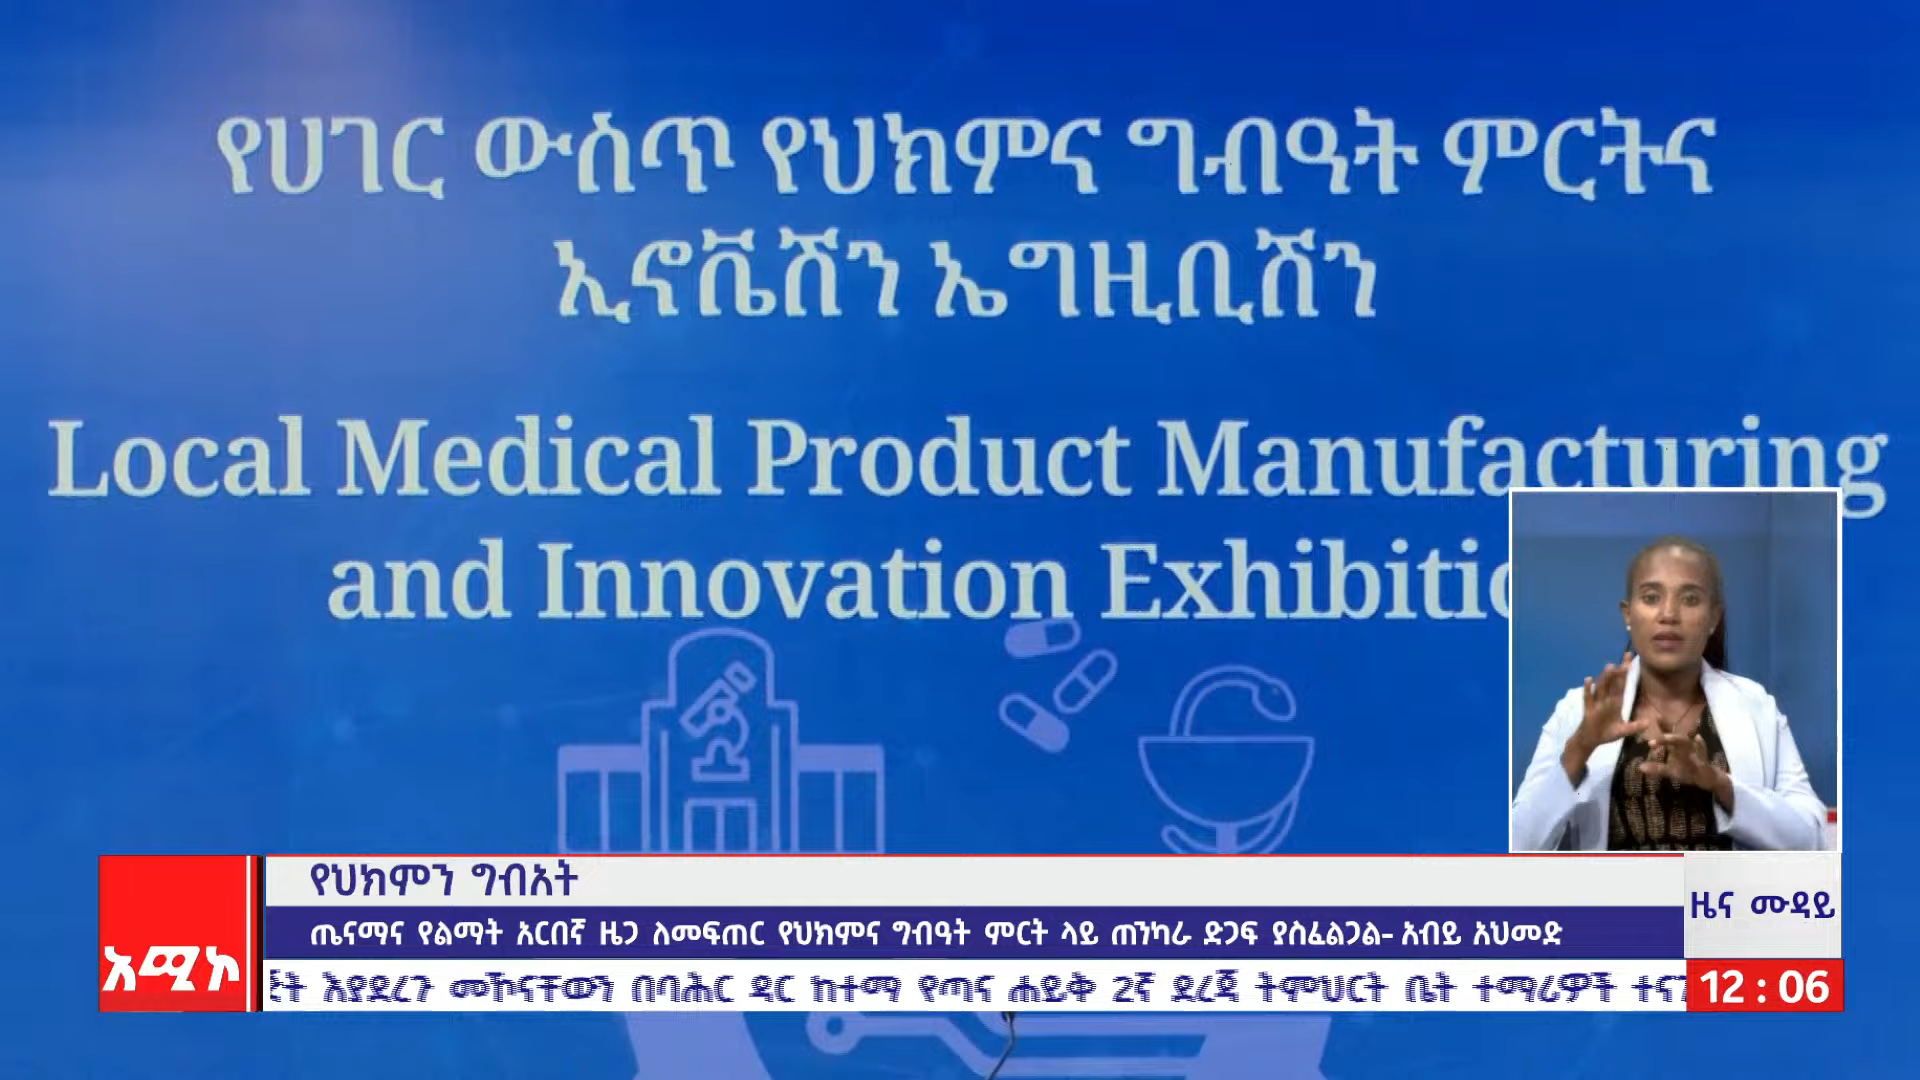 የሀገር ውስጥ የህክምና ግብዓት ምርትና
ኢኖቬሽን ኤግዚቢሽን
Local Medical Product Manufacturing
and Innovation
የህክምን ግብአት
ጤናማና የልማት አርበኛ ዜጋ ለመፍጠር የህክምና ግብዓት ምርት ላይ ጠንካራ ድጋፍ ያስፈልጋል- አብይ አህመድ
ዜና ሙዳይ
አሚኮ
እያደረጉ መኾናቸውን በባሕር ዳር ከተማ የጣና ሐይቅ 2ኛ ደረጃ ትምህርት ቤት ተማሪዎች
12 : 06